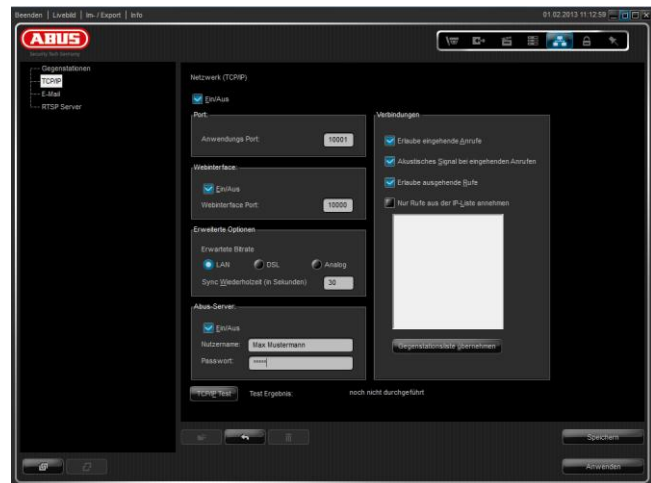 Beenden | Livebild | Im- / Export | Info
01.02.2013 11:12:59
ABUS
Security Tech Germany
Gegenstationen
TCP/IP
E-Mail
RTSP Server
Netzwerk (TCP/IP)
Ein/Aus
Port:
Anwendungs Port: 10001
Webinterface:
Ein/Aus
Webinterface Port: 10000
Erweiterte Optionen
Erwartete Bitrate
LAN DSL Analog
Sync Wiederholzeit (in Sekunden) 30
Abus-Server:
Ein/Aus
Nutzername: Max Mustermann
Passwort: *****
TCP/IP Test Test Ergebnis: noch nicht durchgeführt
Verbindungen
Erlaube eingehende Anrufe
Akustisches Signal bei eingehenden Anrufen
Erlaube ausgehende Rufe
Nur Rufe aus der IP-Liste annehmen
Gegenstationsliste übernehmen
Speichern
Anwenden